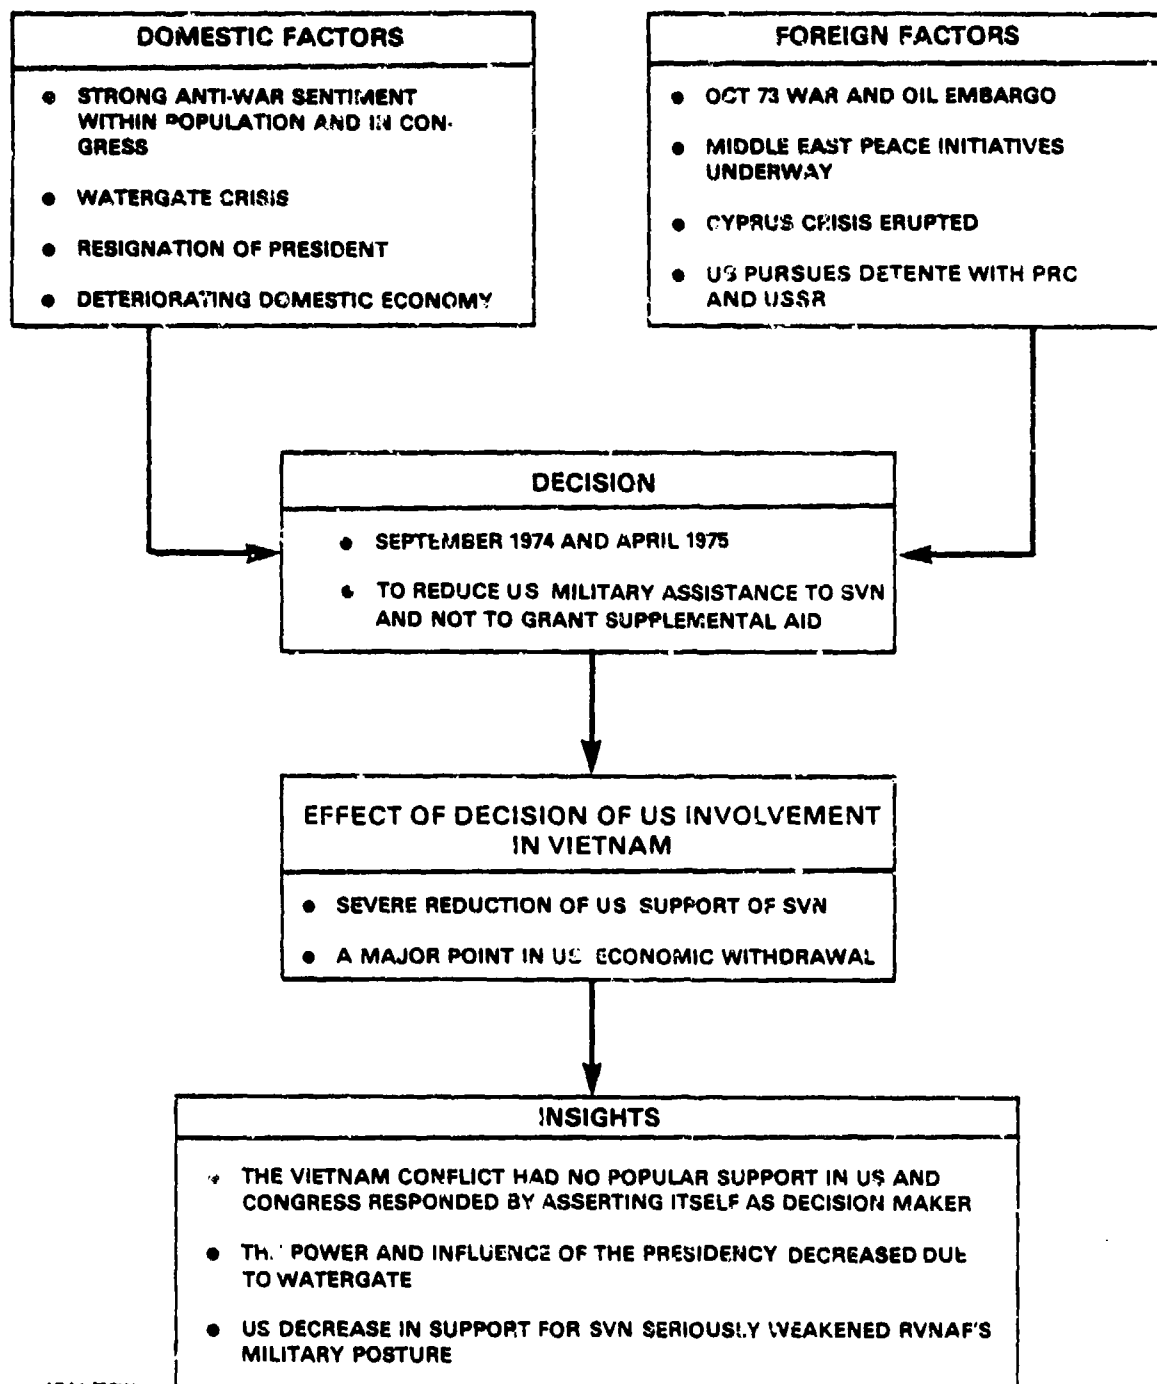 DOMESTIC FACTORS
● STRONG ANTI-WAR SENTIMENT
WITHIN POPULATION AND IN CON-
GRESS
● WATERGATE CRISIS
● RESIGNATION OF PRESIDENT
● DETERIORATING DOMESTIC ECONOMY
FOREIGN FACTORS
● OCT 73 WAR AND OIL EMBARGO
● MIDDLE EAST PEACE INITIATIVES
UNDERWAY
● CYPRUS CRISIS ERUPTED
● US PURSUES DETENTE WITH PRC
AND USSR
DECISION
● SEPTEMBER 1974 AND APRIL 1975
● TO REDUCE US MILITARY ASSISTANCE TO SVN
AND NOT TO GRANT SUPPLEMENTAL AID
EFFECT OF DECISION OF US INVOLVEMENT
IN VIETNAM
● SEVERE REDUCTION OF US SUPPORT OF SVN
● A MAJOR POINT IN US ECONOMIC WITHDRAWAL
INSIGHTS
● THE VIETNAM CONFLICT HAD NO POPULAR SUPPORT IN US AND
CONGRESS RESPONDED BY ASSERTING ITSELF AS DECISION MAKER
● THE POWER AND INFLUENCE OF THE PRESIDENCY DECREASED DUE
TO WATERGATE
● US DECREASE IN SUPPORT FOR SVN SERIOUSLY WEAKENED RVNAF'S
MILITARY POSTURE